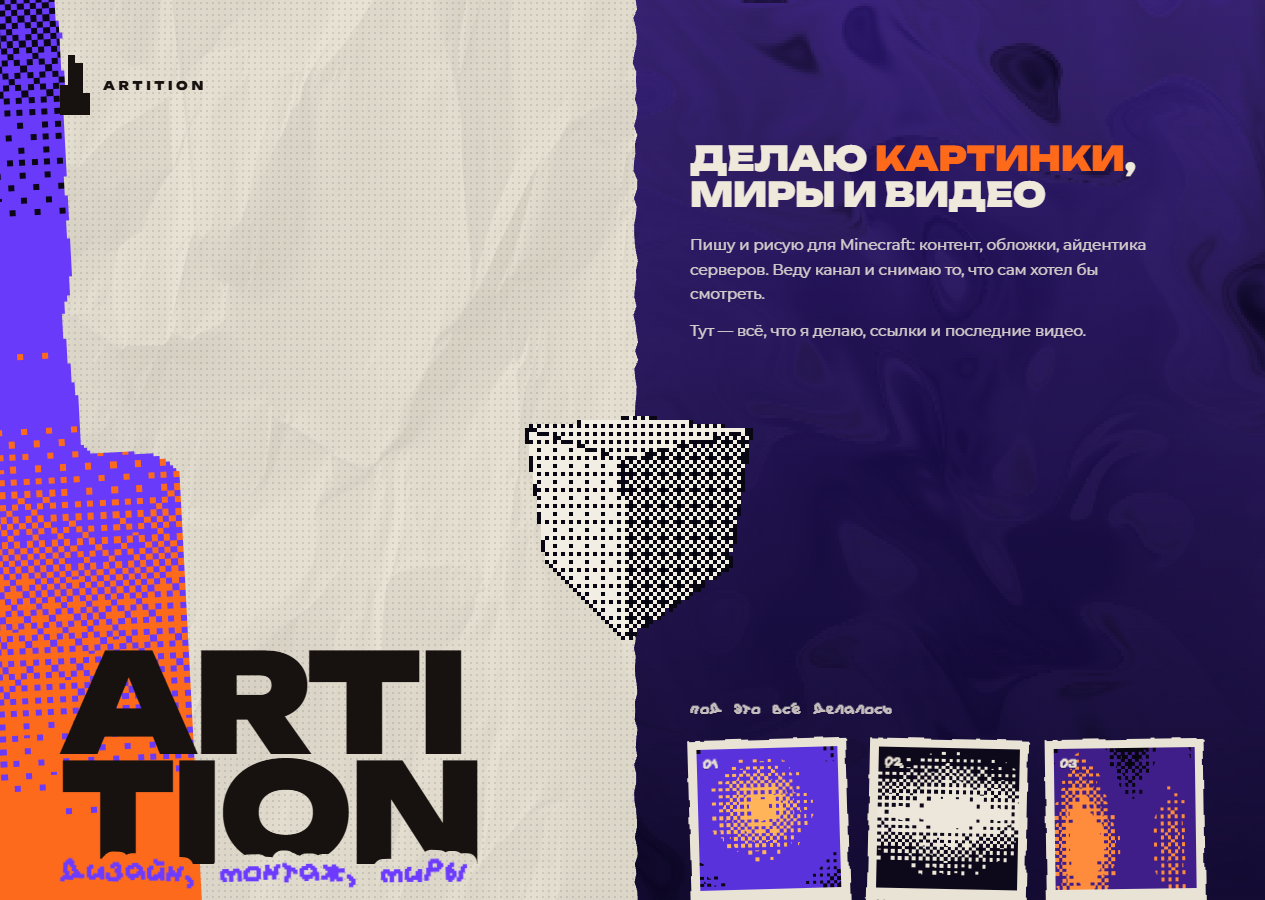 ARTITION
ДЕЛАЮ КАРТИНКИ,
МИРЫ И ВИДЕО
Пишу и рисую для Minecraft: контент, обложки, айдентика
серверов. Веду канал и снимаю то, что сам хотел бы
смотреть.
Тут — всё, что я делаю, ссылки и последние видео.
ARTI
TION
дизайн, монтаж, миры
под это всё делалось
01
02
03